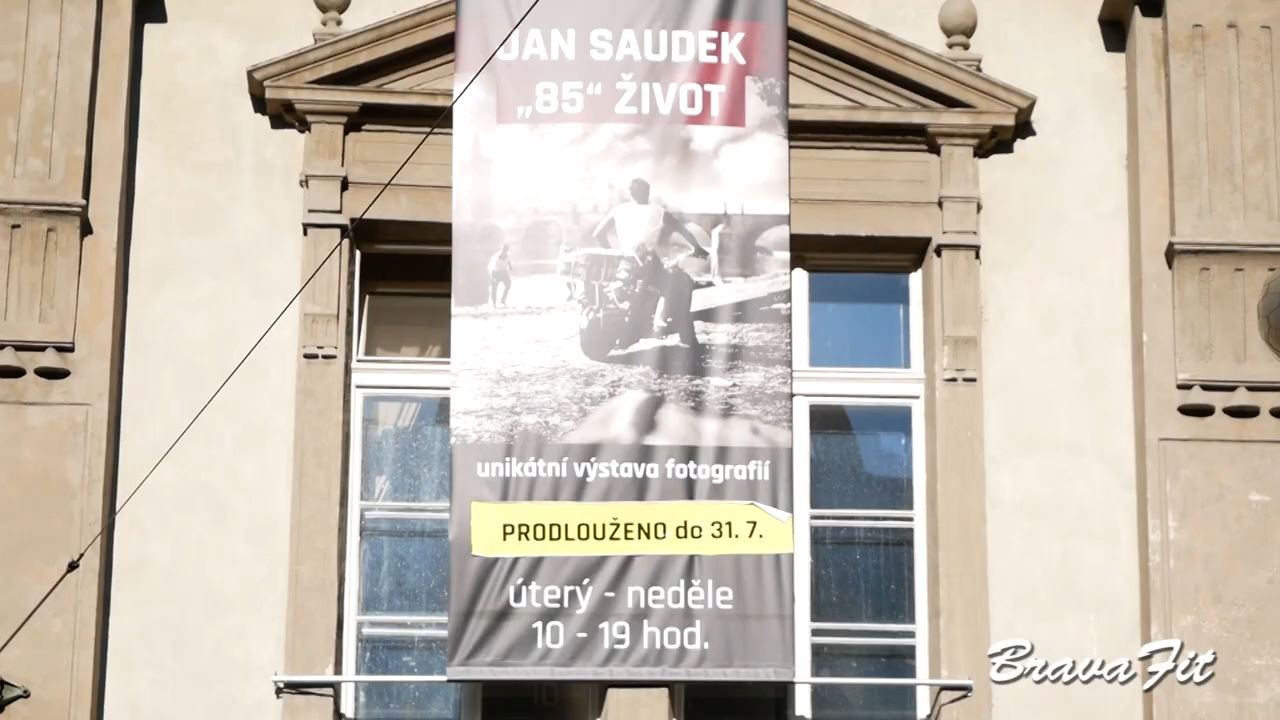 JAN SAUDEK
„85“ ŽIVOT
unikátní výstava fotografií
PRODLOUŽENO do 31. 7.
úterý - neděle
10 - 19 hod.
BravaFit